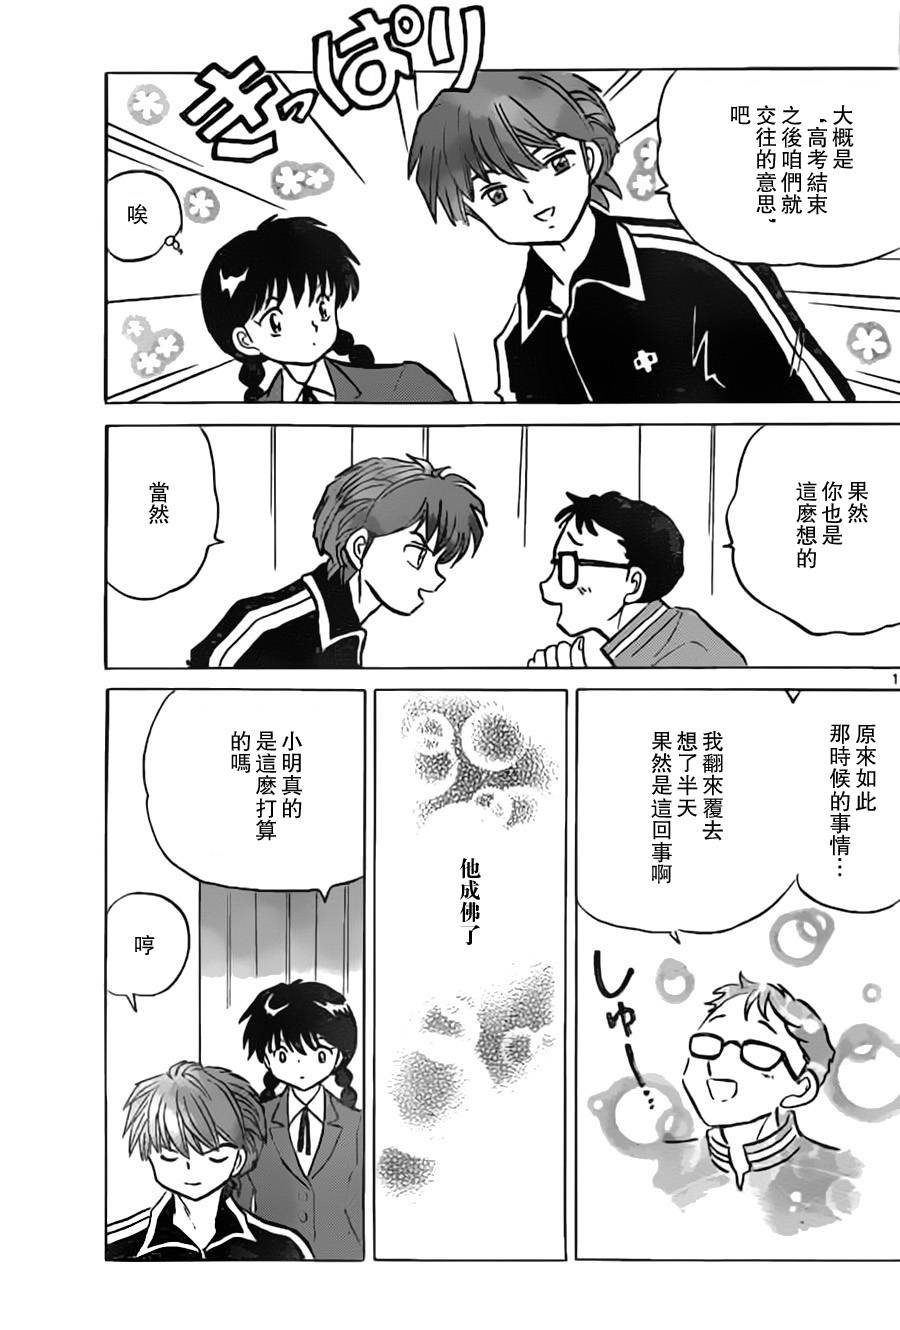 きっぱり
大概是
"高考結束
之後咱們就
交往的意思"
吧
唉
果然
你也是
這麽想的
當然
1
原來如此
那時候的事情…
我翻來覆去
想了半天
果然是這回事啊
しゅー…
他成佛了
小明真的
是這麽打算
的嗎
哼